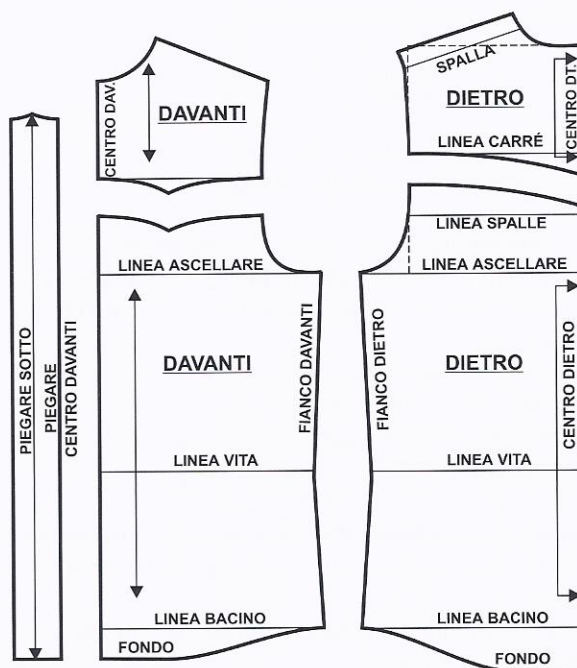 PIEGARE SOTTO
PIEGARE
CENTRO DAVANTI
CENTRO DAV.
DAVANTI
SPALLA
DIETRO
CENTRO DT.
LINEA CARRÉ
LINEA ASCELLARE
DAVANTI
FIANCO DAVANTI
LINEA VITA
LINEA BACINO
FONDO
LINEA SPALLE
LINEA ASCELLARE
FIANCO DIETRO
DIETRO
CENTRO DIETRO
LINEA VITA
LINEA BACINO